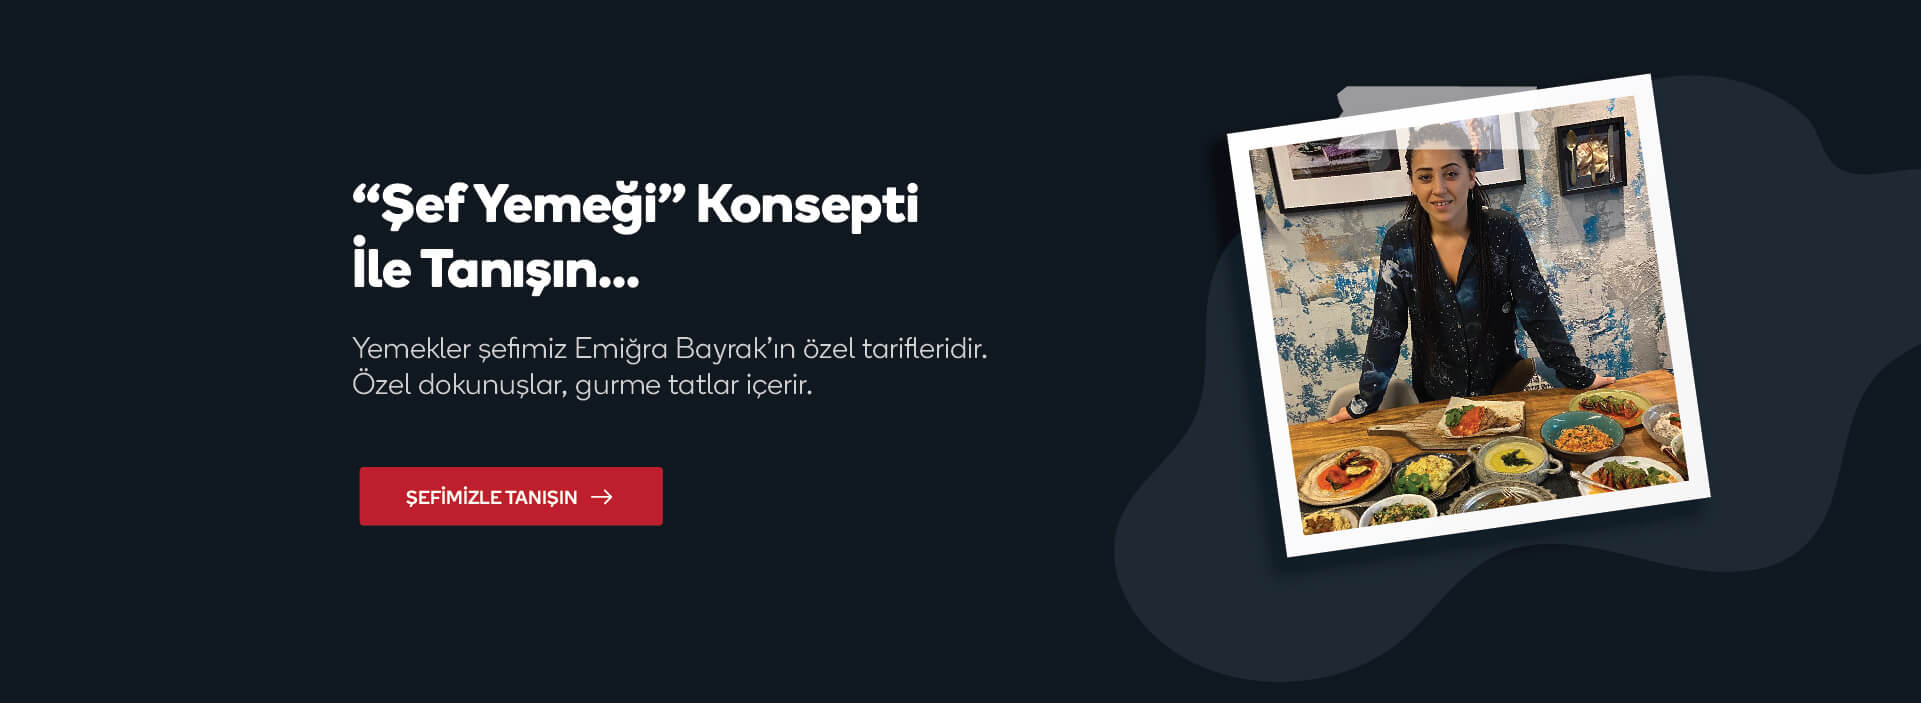 “Şef Yemeği” Konsepti
İle Tanışın...
Yemekler şefimiz Emiğra Bayrak’ın özel tarifleridir.
Özel dokunuşlar, gurme tatlar içerir.
ŞEFİMİZLE TANIŞIN →